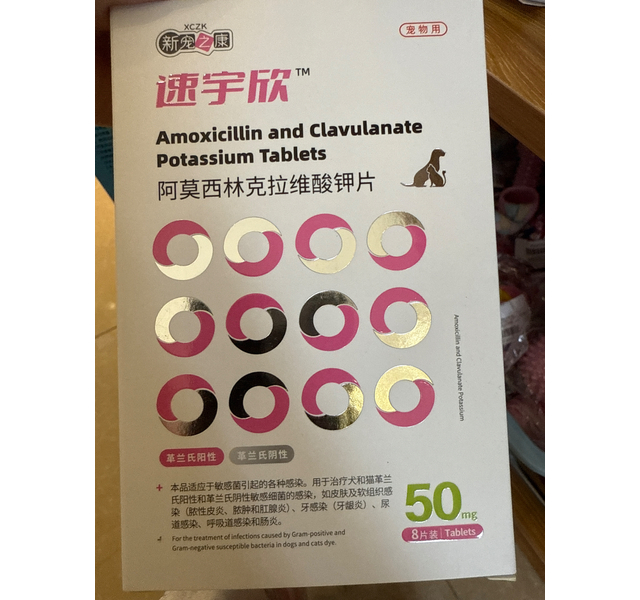 XCZK
新宠之康
宠物用
速宇欣™
Amoxicillin and Clavulanate
Potassium Tablets
阿莫西林克拉维酸钾片
Amoxicillin and Clavulanate Potassium
革兰氏阳性
革兰氏阴性
本品适应于敏感菌引起的各种感染。用于治疗犬和猫革兰
氏阳性和革兰氏阴性敏感细菌的感染,如皮肤及软组织感
染(脓性皮炎、脓肿和肛腺炎)、牙感染(牙龈炎)、尿
道感染、呼吸道感染和肠炎。
For the treatment of infections caused by Gram-positive and
Gram-negative susceptible bacteria in dogs and cats dye.
50mg
8片装 Tablets